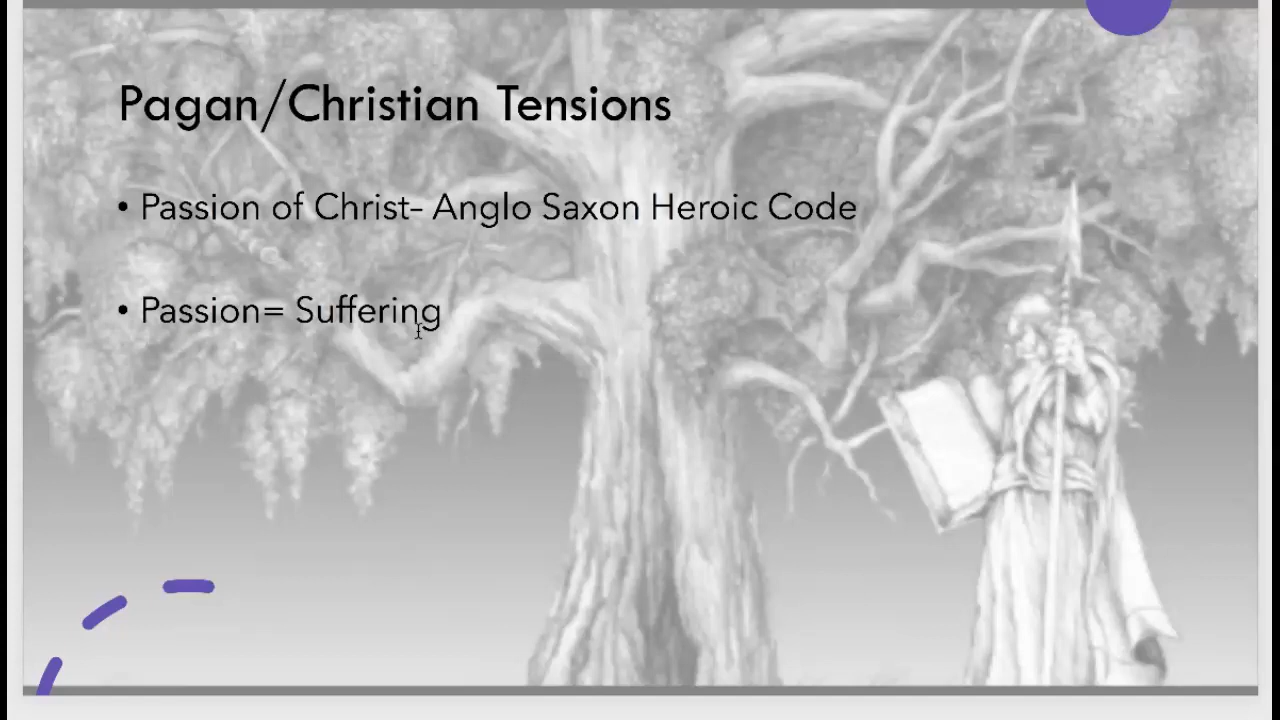 Pagan/Christian Tensions
• Passion of Christ- Anglo Saxon Heroic Code
• Passion= Suffering